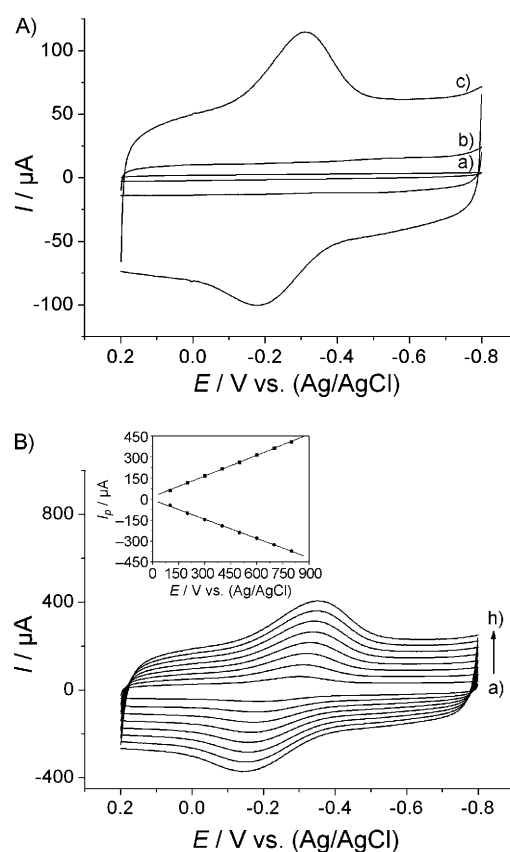 A)
100
50
0
-50
-100
I / µA
c)
b)
a)
0.2 0.0 -0.2 -0.4 -0.6 -0.8
E / V vs. (Ag/AgCl)
B)
450
300
150
0
−150
−300
−450
Ip / µA
0 150 300 450 600 750 900
E / V vs. (Ag/AgCl)
800
400
0
-400
I / µA
h)
a)
0.2 0.0 -0.2 -0.4 -0.6 -0.8
E / V vs. (Ag/AgCl)